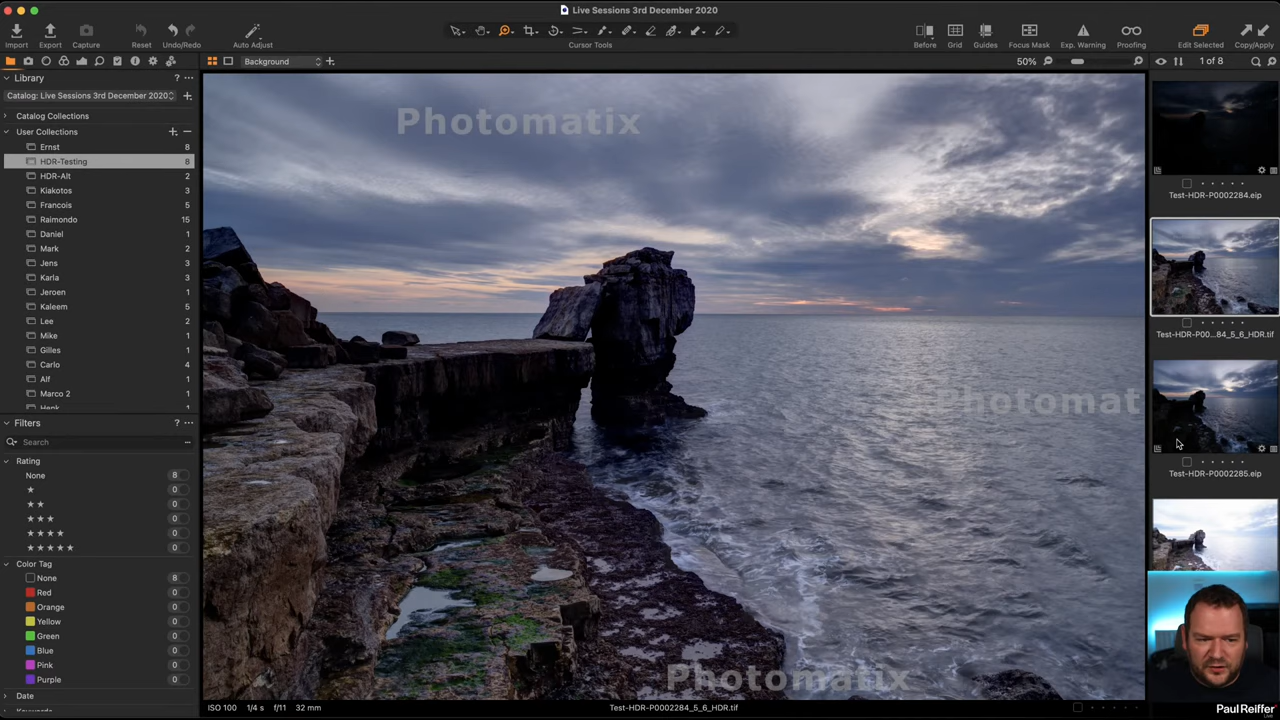 Live Sessions 3rd December 2020
Import
Export
Capture
Reset
Undo/Redo
Auto Adjust
Cursor Tools
Before
Grid
Guides
Focus Mask
Exp. Warning
Proofing
Edit Selected
Copy/Apply
Background
50%
1 of 8
Library
? •••
Catalog: Live Sessions 3rd December 2020
Catalog Collections
User Collections
Ernst 8
HDR-Testing 8
HDR-Alt 2
Kiakotos 3
Francois 5
Raimondo 15
Daniel 1
Mark 2
Jens 3
Karla 3
Jeroen 1
Kaleem 5
Lee 2
Mike 1
Gilles 1
Carlo 4
Alf 1
Marco 2 1
Henk
Filters
? •••
Search
Rating
None 8
★ 0
★★ 0
★★★ 0
★★★★ 0
★★★★★ 0
Color Tag
None 8
Red 0
Orange 0
Yellow 0
Green 0
Blue 0
Pink 0
Purple 0
Date
Keywords
Photomatix
Photomat
Photomatix
ISO 100 1/4 s f/11 32 mm
Test-HDR-P0002284_5_6_HDR.tif
Test-HDR-P0002284.eip
Test-HDR-P00...84_5_6_HDR.tif
Test-HDR-P0002285.eip
Paul Reiffer
Live